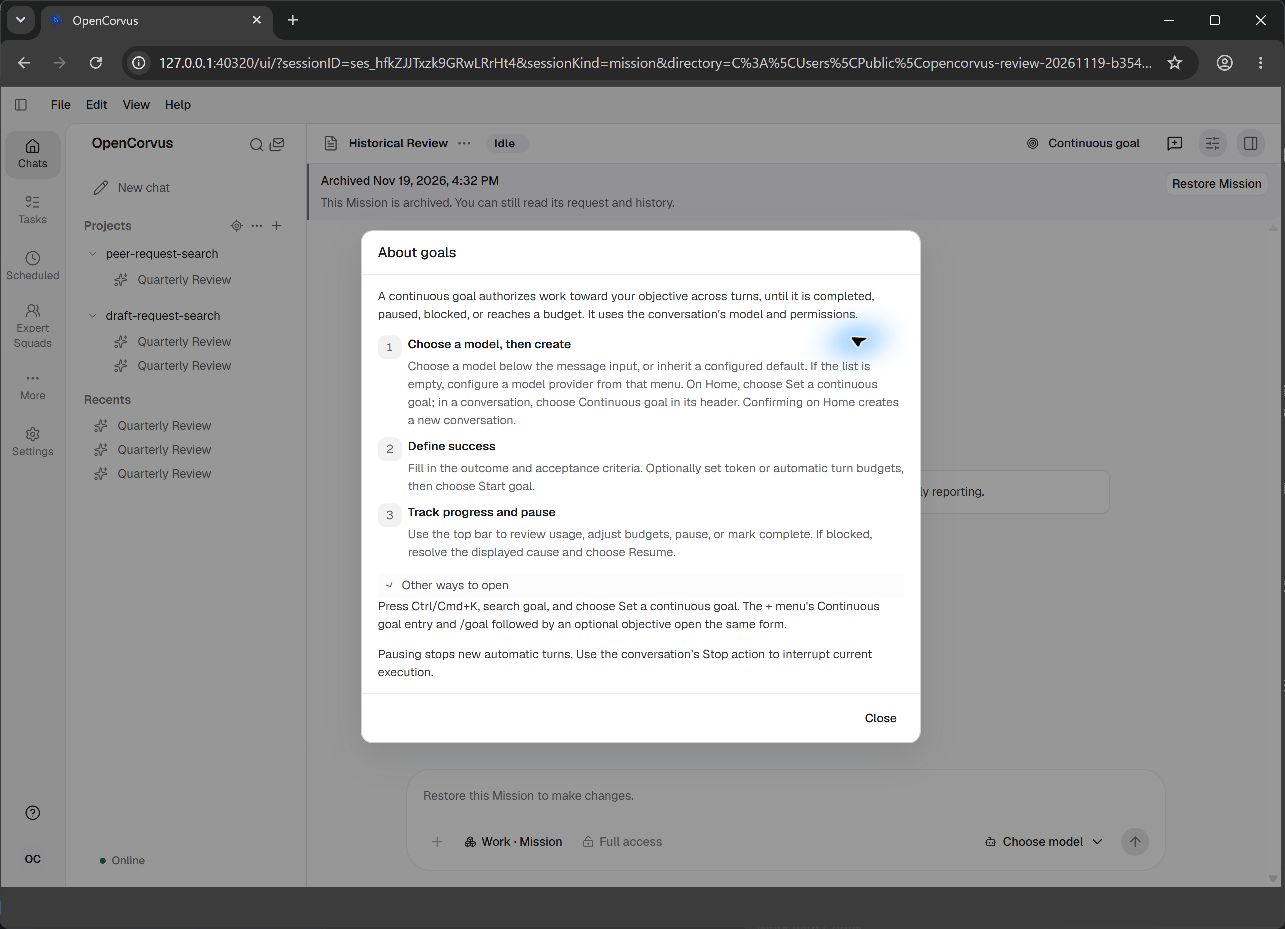 OpenCorvus
127.0.0.1:40320/ui/?sessionID=ses_hfkZJJTxzk9GRwLRrHt4&sessionKind=mission&directory=C%3A%5CUsers%5CPublic%5Copencorvus-review-20261119-b354...
File Edit View Help
Chats
Tasks
Scheduled
Expert
Squads
More
Settings
OC
OpenCorvus
New chat
Projects
peer-request-search
Quarterly Review
draft-request-search
Quarterly Review
Quarterly Review
Recents
Quarterly Review
Quarterly Review
Quarterly Review
Online
Historical Review
Idle
Continuous goal
Archived Nov 19, 2026, 4:32 PM
This Mission is archived. You can still read its request and history.
Restore Mission
About goals
A continuous goal authorizes work toward your objective across turns, until it is completed,
paused, blocked, or reaches a budget. It uses the conversation's model and permissions.
1 Choose a model, then create
Choose a model below the message input, or inherit a configured default. If the list is
empty, configure a model provider from that menu. On Home, choose Set a continuous
goal; in a conversation, choose Continuous goal in its header. Confirming on Home creates
a new conversation.
2 Define success
Fill in the outcome and acceptance criteria. Optionally set token or automatic turn budgets,
then choose Start goal.
3 Track progress and pause
Use the top bar to review usage, adjust budgets, pause, or mark complete. If blocked,
resolve the displayed cause and choose Resume.
Other ways to open
Press Ctrl/Cmd+K, search goal, and choose Set a continuous goal. The + menu's Continuous
goal entry and /goal followed by an optional objective open the same form.
Pausing stops new automatic turns. Use the conversation's Stop action to interrupt current
execution.
Close
reporting.
Restore this Mission to make changes.
Work · Mission
Full access
Choose model